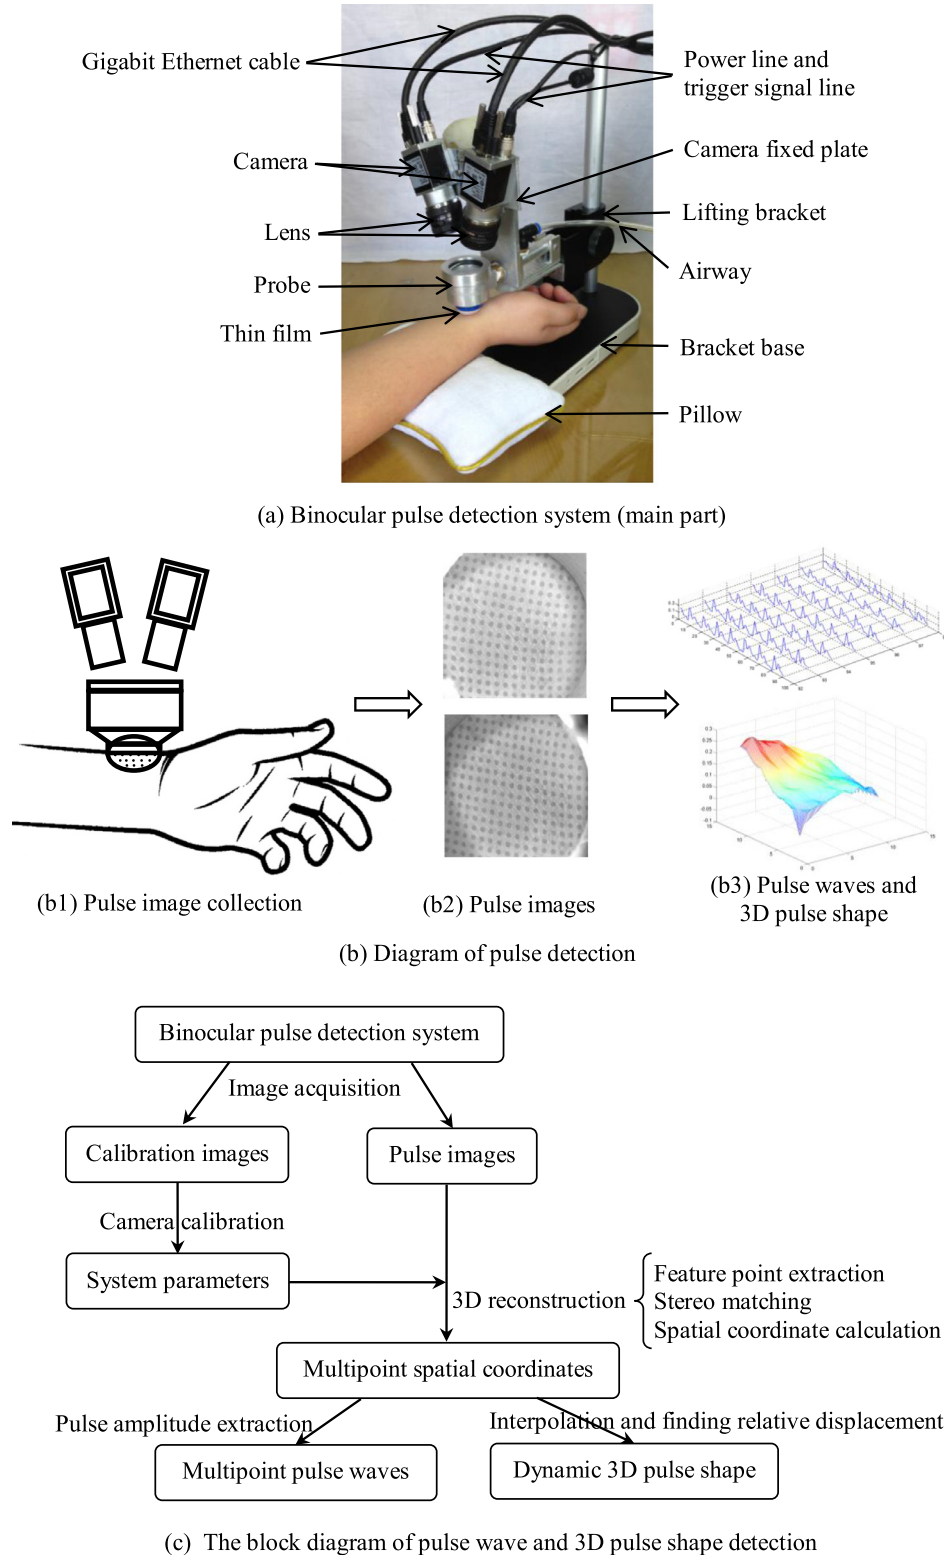 Gigabit Ethernet cable
Power line and
trigger signal line
Camera
Camera fixed plate
Lens
Lifting bracket
Probe
Airway
Thin film
Bracket base
Pillow
(a) Binocular pulse detection system (main part)
(b1) Pulse image collection
(b2) Pulse images
(b3) Pulse waves and
3D pulse shape
(b) Diagram of pulse detection
Binocular pulse detection system
Image acquisition
Calibration images
Pulse images
Camera calibration
System parameters
3D reconstruction
Feature point extraction
Stereo matching
Spatial coordinate calculation
Multipoint spatial coordinates
Pulse amplitude extraction
Interpolation and finding relative displacement
Multipoint pulse waves
Dynamic 3D pulse shape
(c) The block diagram of pulse wave and 3D pulse shape detection